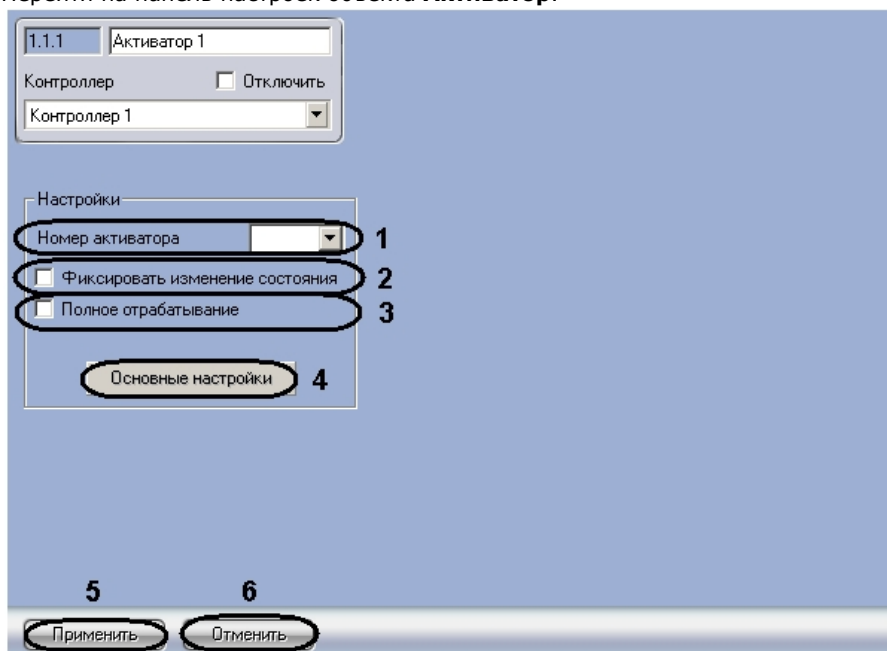 Перейти на панель настроек объекта Активатор.
1.1.1 Активатор 1
Контроллер Отключить
Контроллер 1
Настройки
Номер активатора 1
Фиксировать изменение состояния 2
Полное отрабатывание 3
Основные настройки 4
5 6
Применить Отменить